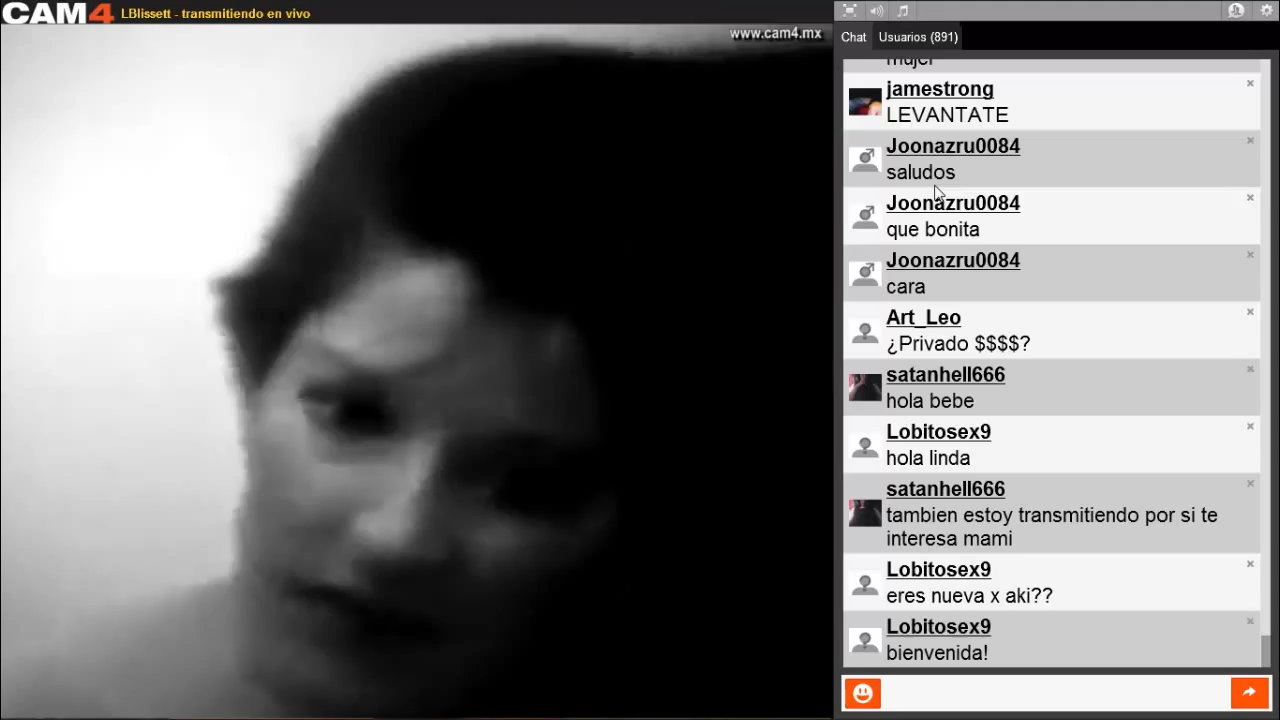 CAM4 LBlissett - transmitiendo en vivo
www.cam4.mx
Chat Usuarios (891)
mujer
jamestrong
LEVANTATE
Joonazru0084
saludos
Joonazru0084
que bonita
Joonazru0084
cara
Art_Leo
¿Privado $$$$?
satanhell666
hola bebe
Lobitosex9
hola linda
satanhell666
tambien estoy transmitiendo por si te
interesa mami
Lobitosex9
eres nueva x aki??
Lobitosex9
bienvenida!